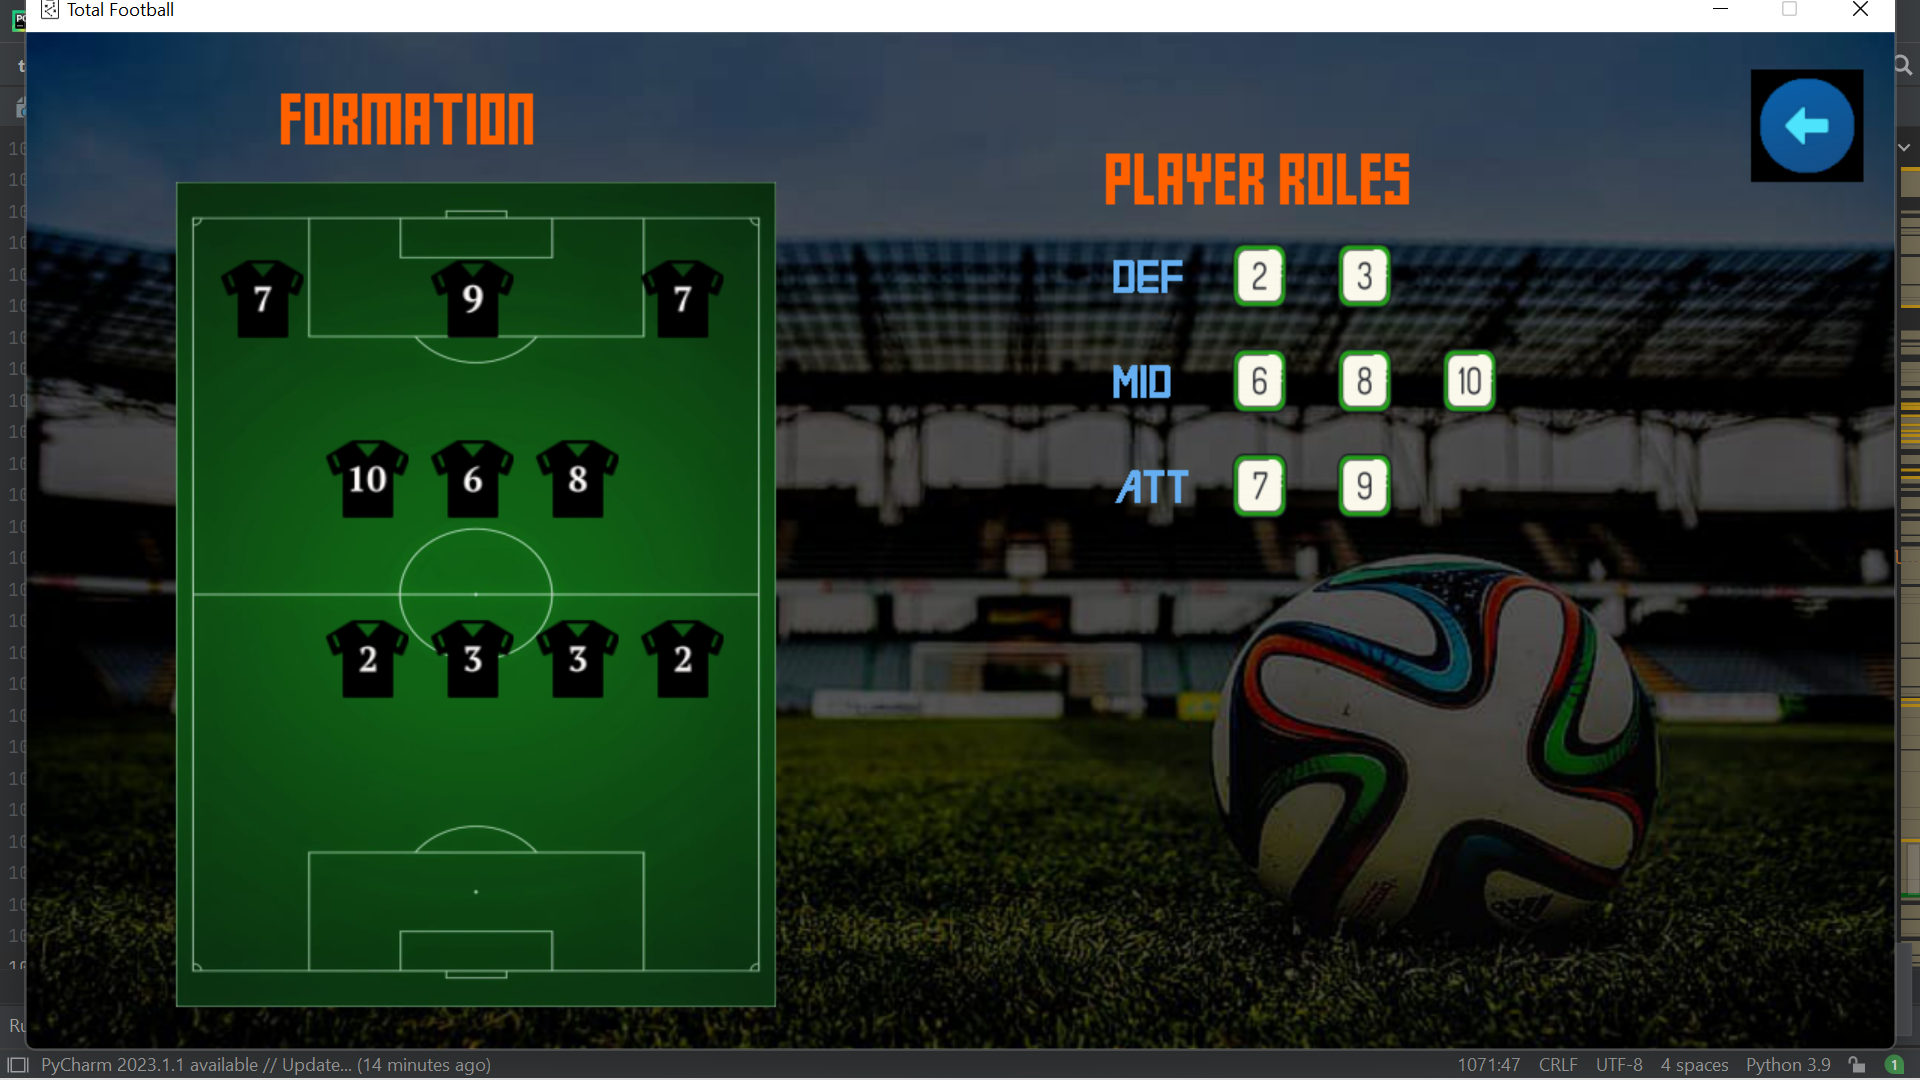 Total Football
FORMATION
PLAYER ROLES
7 9 7
10 6 8
2 3 3 2
DEF 2 3
MID 6 8 10
ATT 7 9
PyCharm 2023.1.1 available // Update... (14 minutes ago)
1071:47 CRLF UTF-8 4 spaces Python 3.9 1